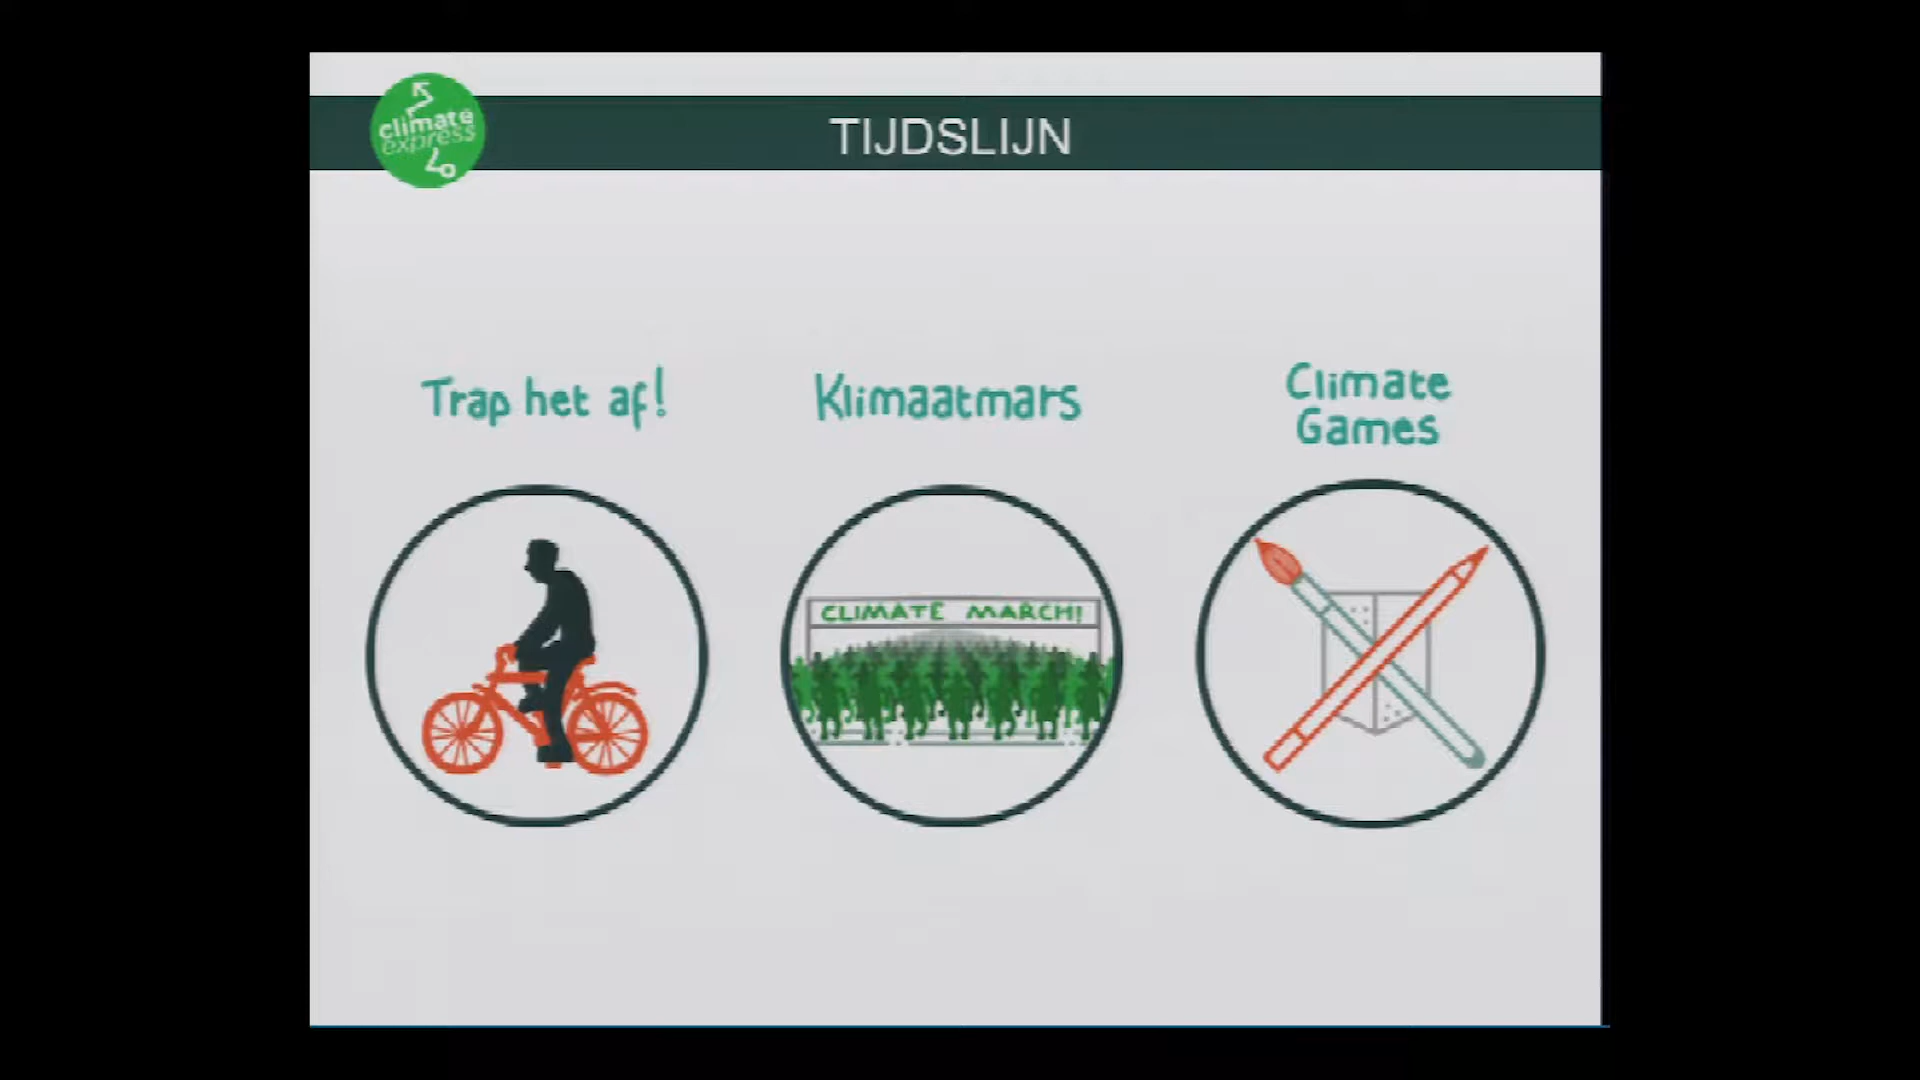 climate
express
TIJDSLIJN
Trap het af!
Klimaatmars
Climate
Games
CLIMATE MARCH!